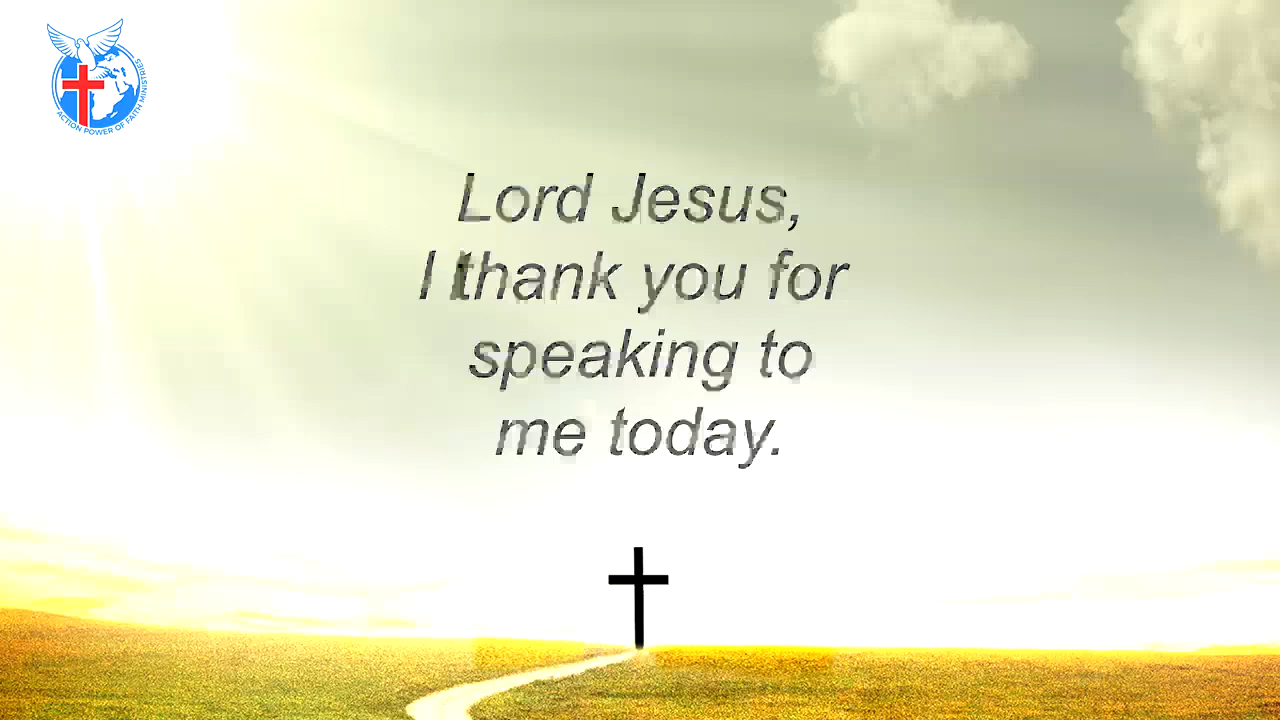 ACTION POWER OF FAITH MINISTRIES
Lord Jesus,
I thank you for
speaking to
me today.